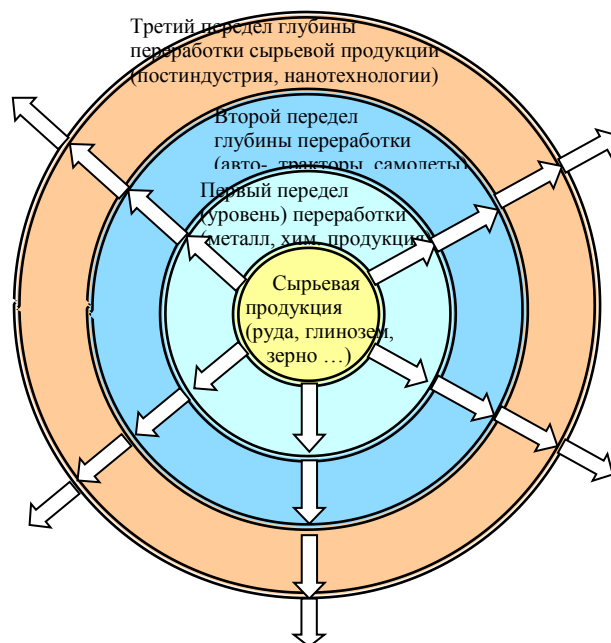 Третий передел глубины
переработки сырьевой продукции
(постиндустрия, нанотехнологии)
Второй передел
глубины переработки
(авто-, тракторы, самолеты)
Первый передел
(уровень) переработки
(металл, хим. продукция)
Сырьевая
продукция
(руда, глинозем,
зерно …)